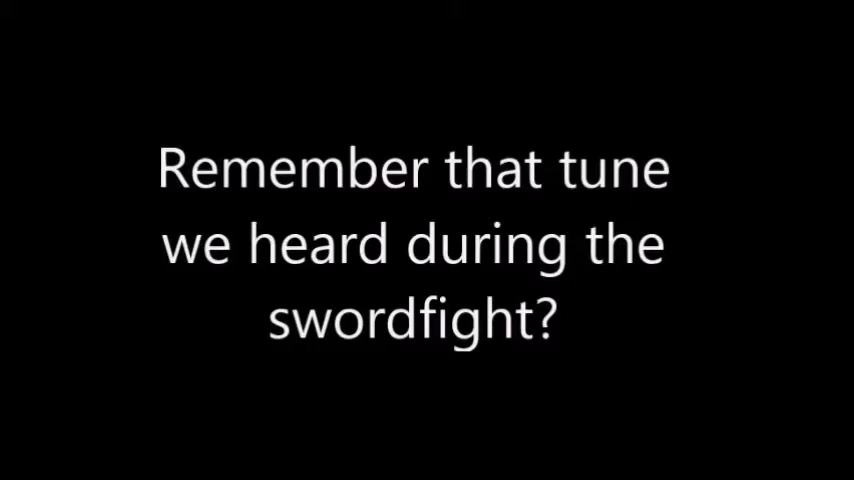 Remember that tune
we heard during the
swordfight?